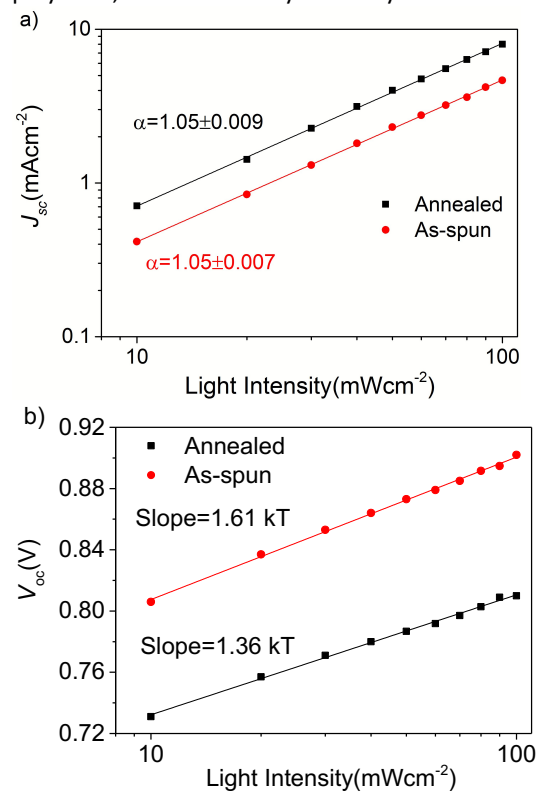 a)
10
1
0.1
J_sc(mAcm⁻²)
α=1.05±0.009
α=1.05±0.007
Annealed
As-spun
10
100
Light Intensity(mWcm⁻²)
b)
0.92
0.88
0.84
0.80
0.76
0.72
V_oc(V)
Annealed
As-spun
Slope=1.61 kT
Slope=1.36 kT
10
100
Light Intensity(mWcm⁻²)